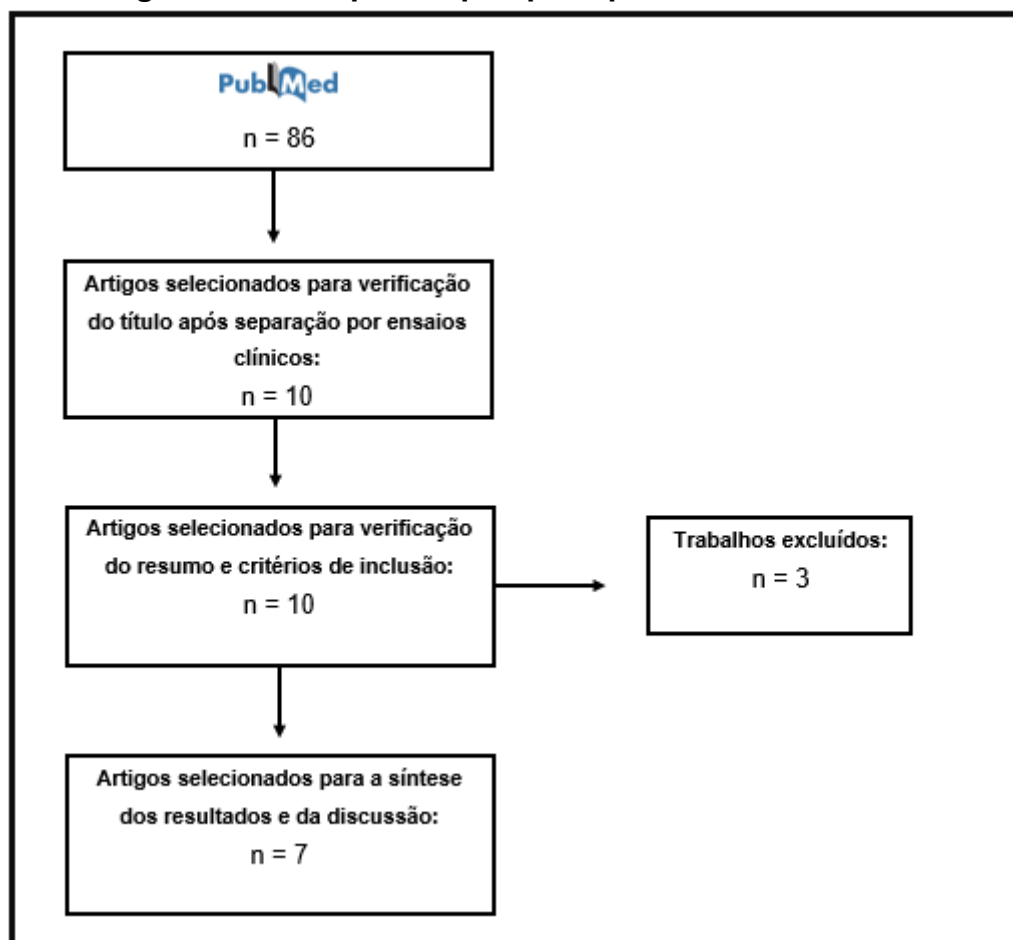 PubMed
n = 86
Artigos selecionados para verificação
do título após separação por ensaios
clínicos:
n = 10
Artigos selecionados para verificação
do resumo e critérios de inclusão:
n = 10
Trabalhos excluídos:
n = 3
Artigos selecionados para a síntese
dos resultados e da discussão:
n = 7